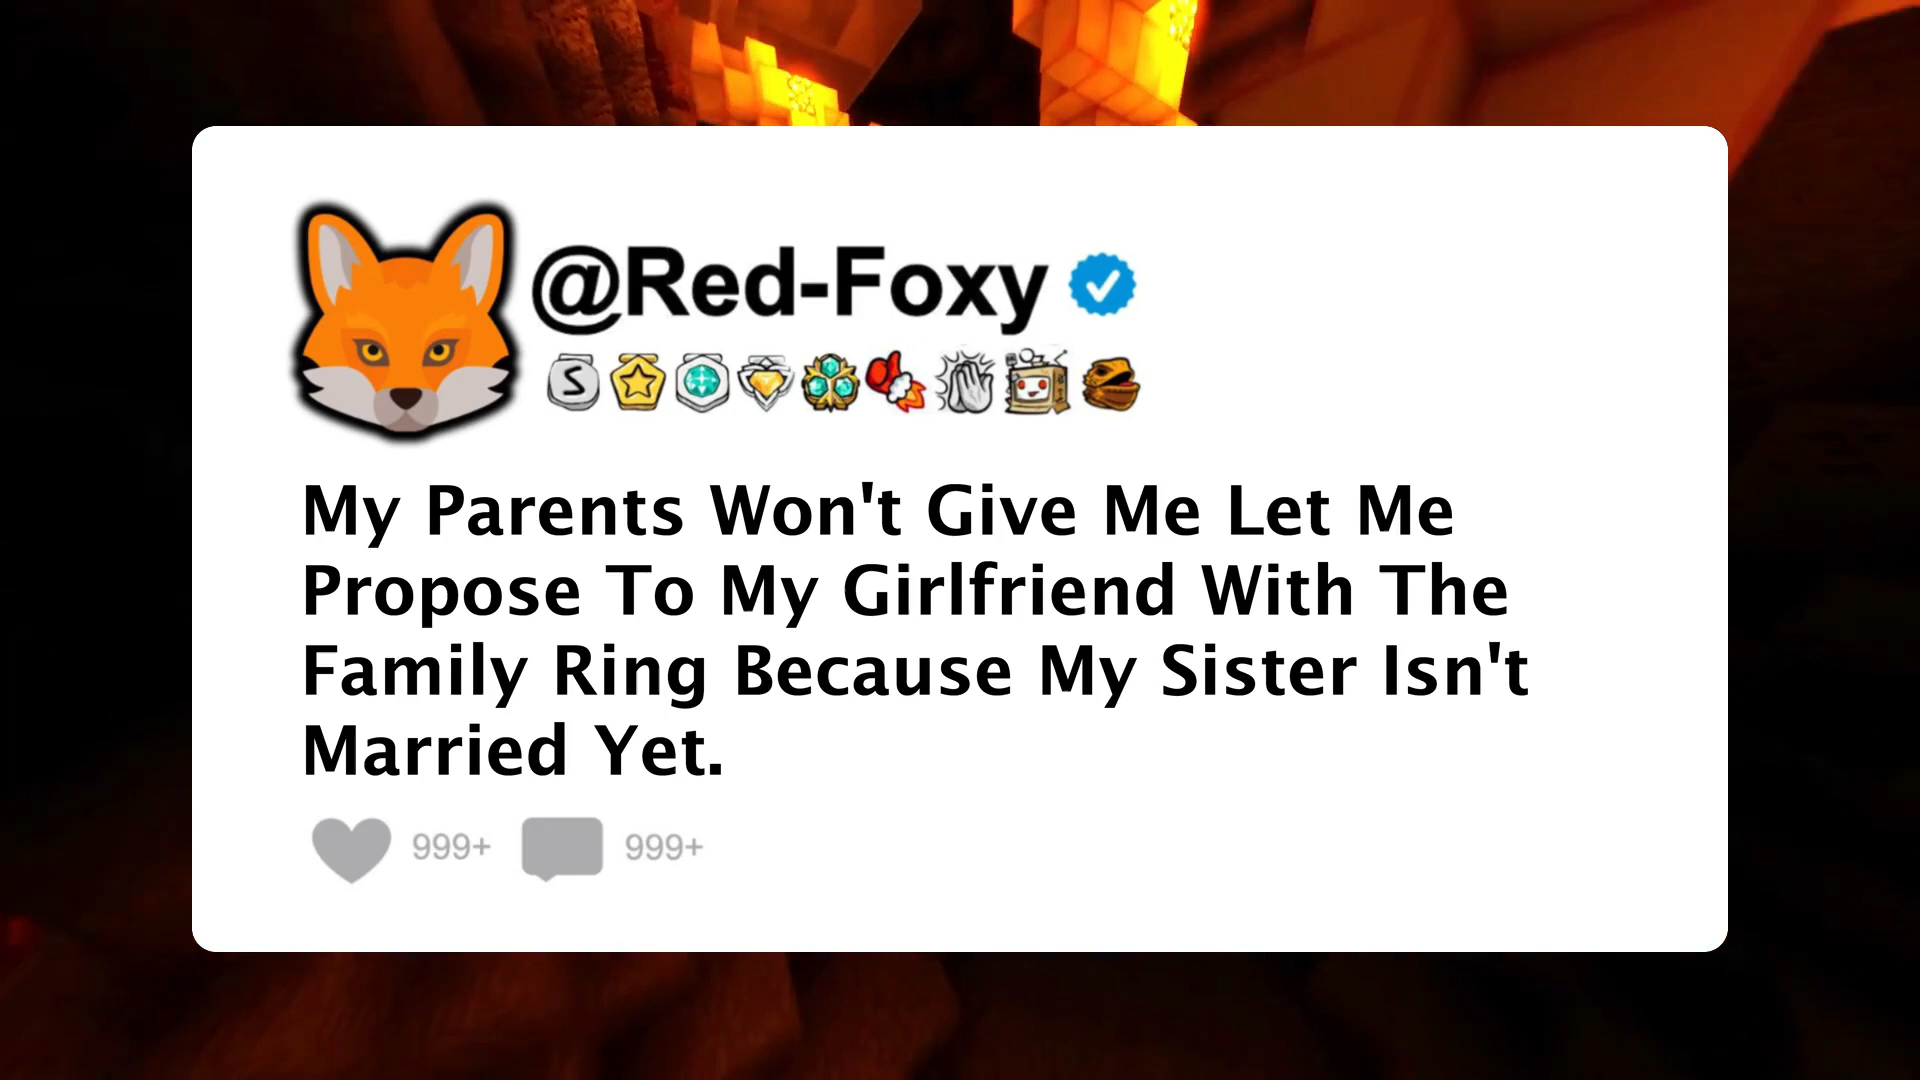 @Red-Foxy
S
My Parents Won't Give Me Let Me
Propose To My Girlfriend With The
Family Ring Because My Sister Isn't
Married Yet.
999+ 999+